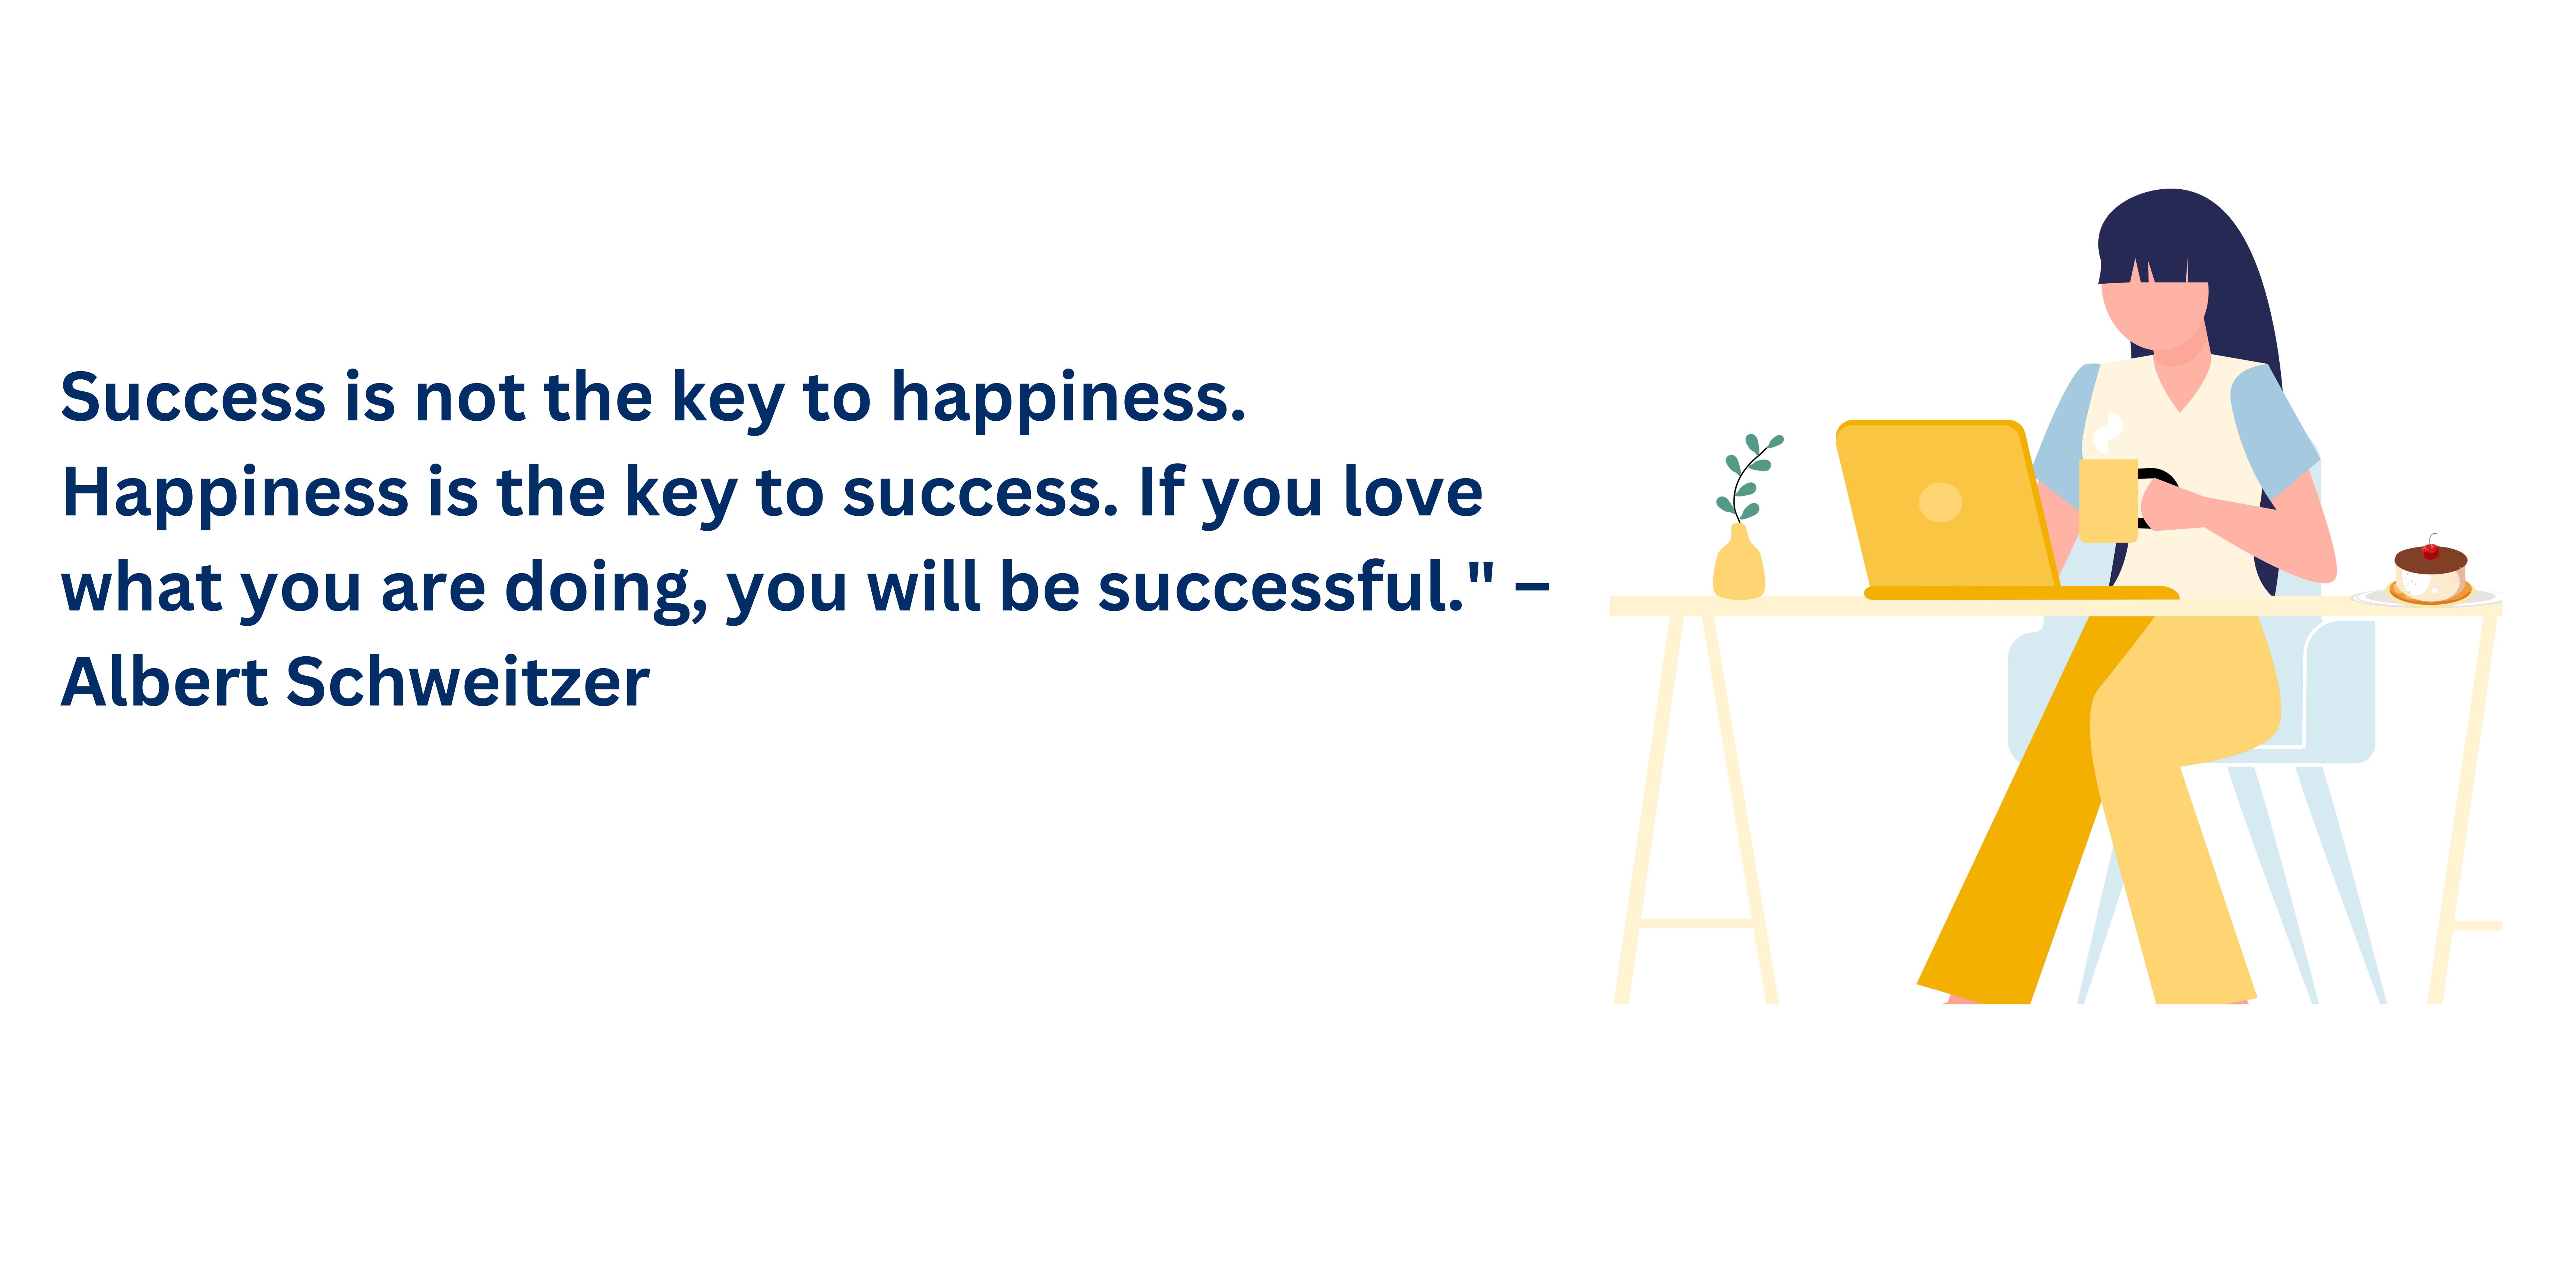 Success is not the key to happiness.
Happiness is the key to success. If you love
what you are doing, you will be successful." –
Albert Schweitzer